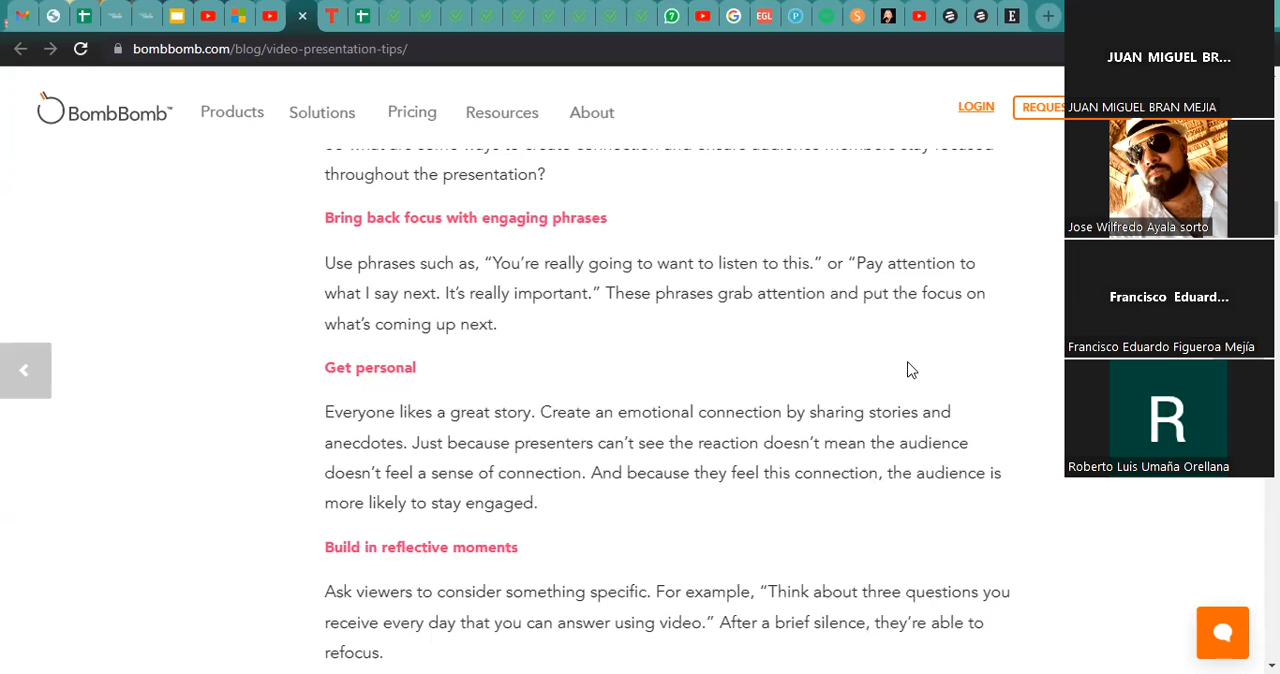 bombbomb.com/blog/video-presentation-tips/
BombBomb™
Products
Solutions
Pricing
Resources
About
LOGIN
REQUES
throughout the presentation?
Bring back focus with engaging phrases
Use phrases such as, “You’re really going to want to listen to this.” or “Pay attention to
what I say next. It’s really important.” These phrases grab attention and put the focus on
what’s coming up next.
Get personal
Everyone likes a great story. Create an emotional connection by sharing stories and
anecdotes. Just because presenters can’t see the reaction doesn’t mean the audience
doesn’t feel a sense of connection. And because they feel this connection, the audience is
more likely to stay engaged.
Build in reflective moments
Ask viewers to consider something specific. For example, “Think about three questions you
receive every day that you can answer using video.” After a brief silence, they’re able to
refocus.
JUAN MIGUEL BR...
JUAN MIGUEL BRAN MEJIA
Jose Wilfredo Ayala sorto
Francisco Eduard...
Francisco Eduardo Figueroa Mejía
R
Roberto Luis Umaña Orellana